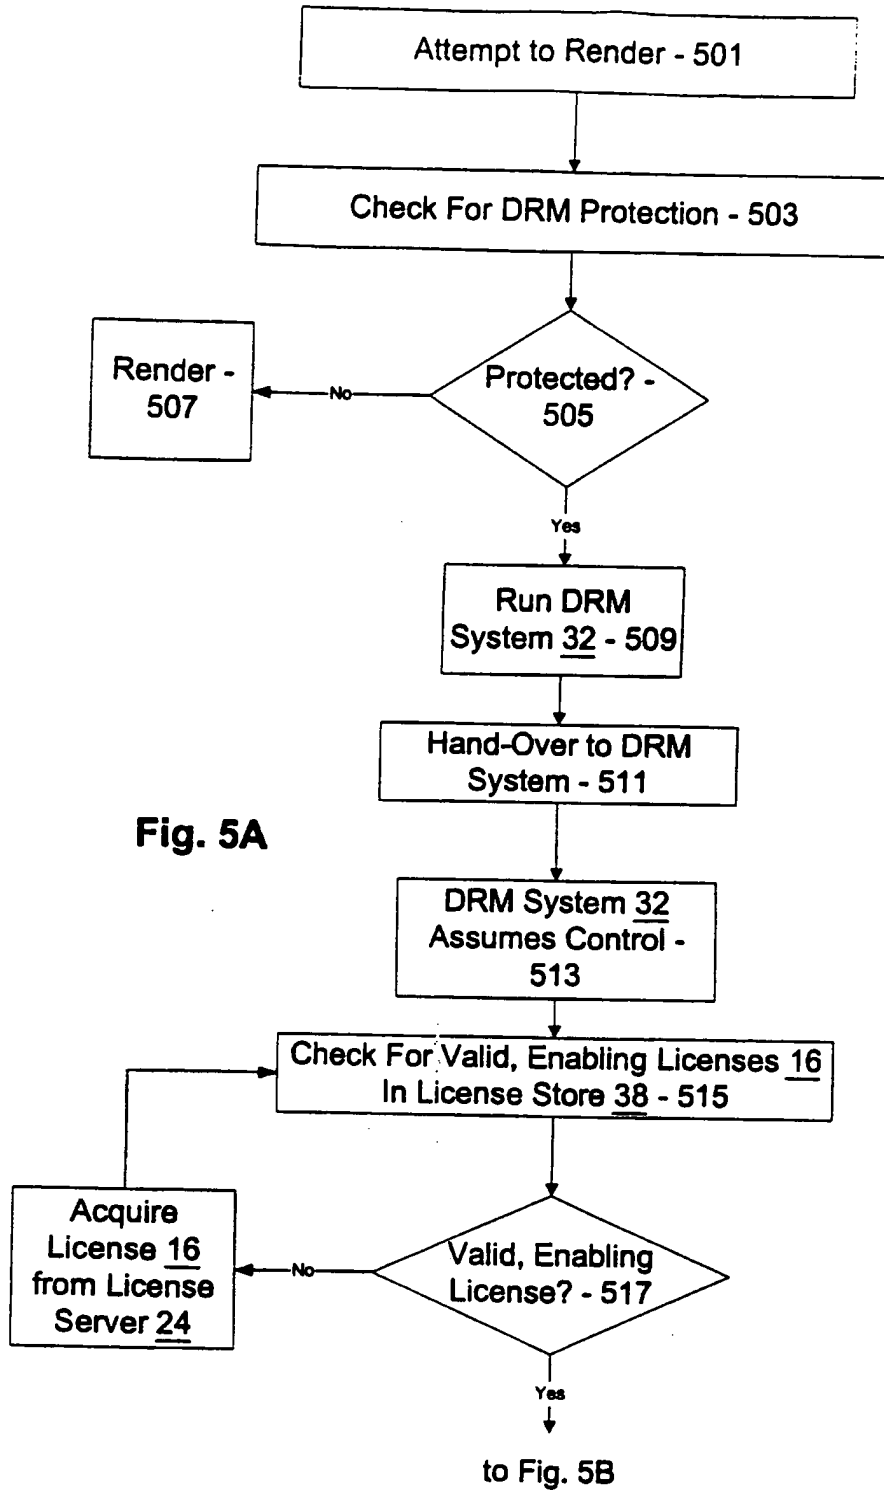 Attempt to Render - 501
Check For DRM Protection - 503
Protected? -
505
No
Render -
507
Yes
Run DRM
System 32 - 509
Hand-Over to DRM
System - 511
Fig. 5A
DRM System 32
Assumes Control -
513
Check For Valid, Enabling Licenses 16
In License Store 38 - 515
Valid, Enabling
License? - 517
No
Acquire
License 16
from License
Server 24
Yes
to Fig. 5B